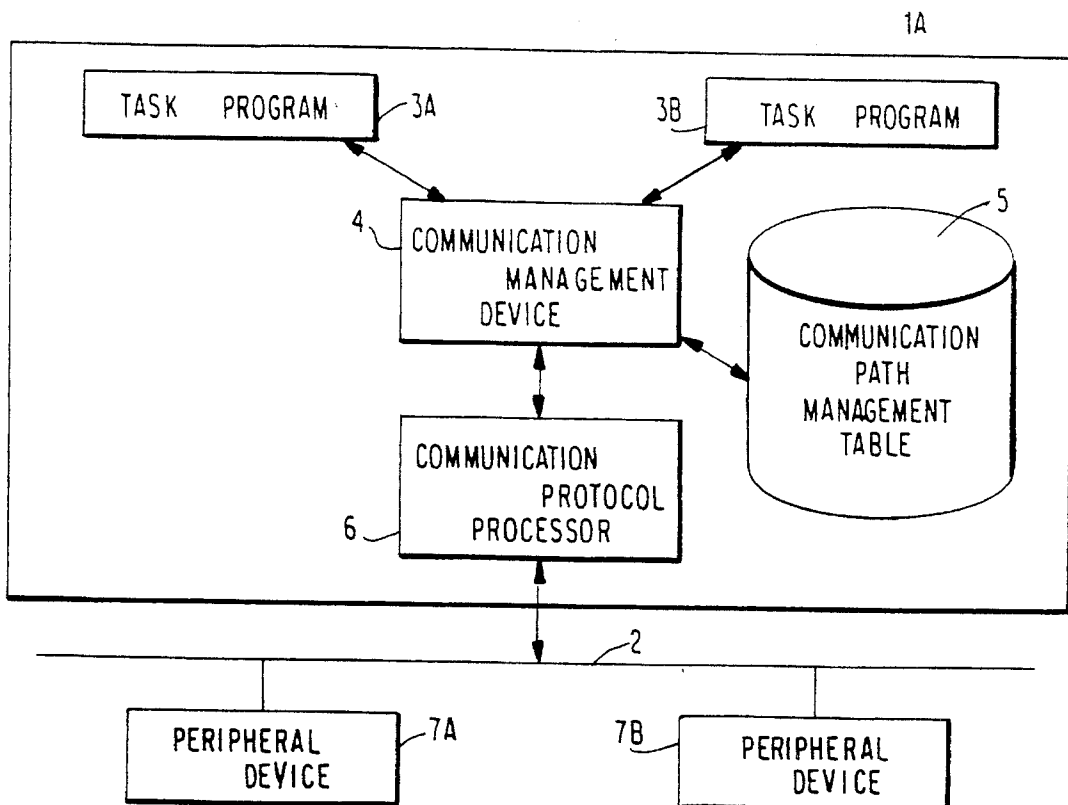 1A
TASK PROGRAM
3A
3B
TASK PROGRAM
4
COMMUNICATION
MANAGEMENT
DEVICE
5
COMMUNICATION
PATH
MANAGEMENT
TABLE
COMMUNICATION
PROTOCOL
PROCESSOR
6
2
PERIPHERAL
DEVICE
7A
7B
PERIPHERAL
DEVICE